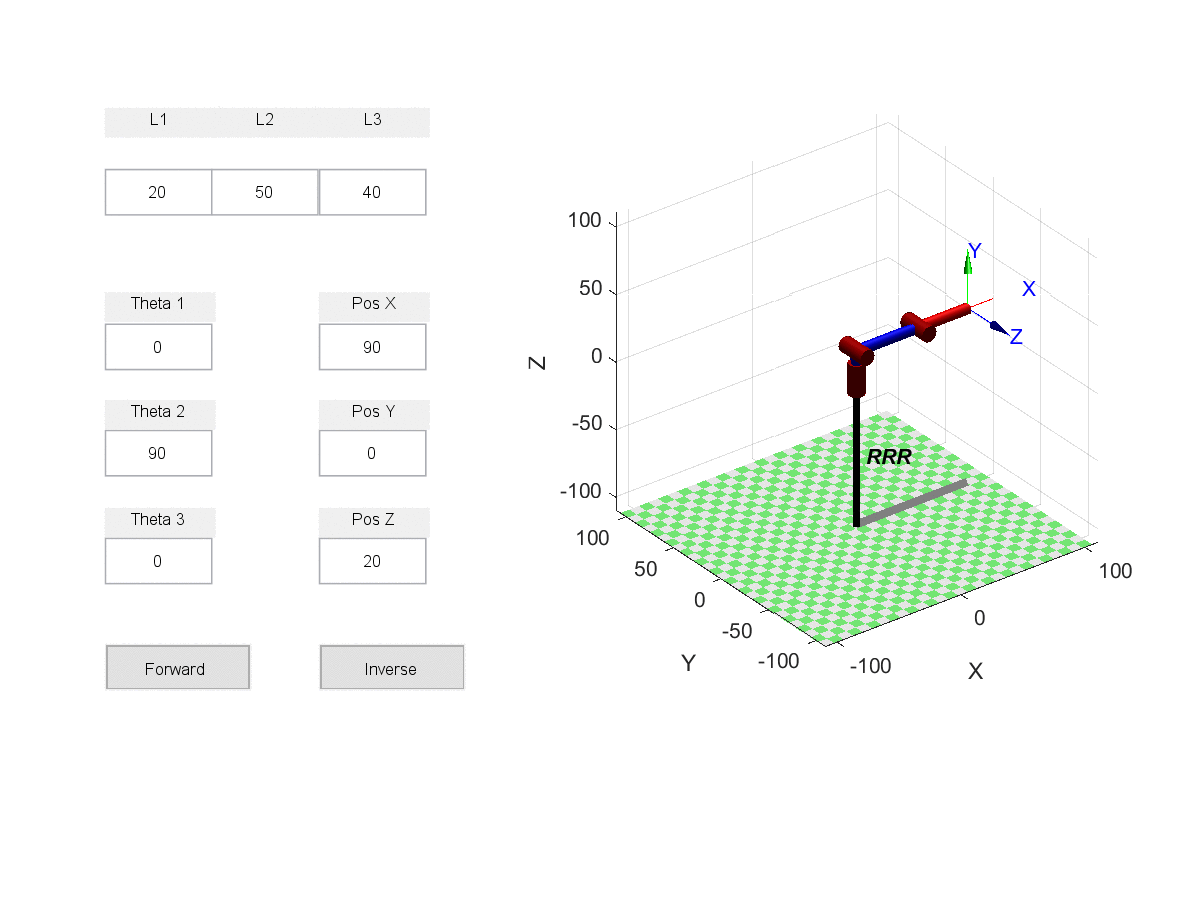 L1 L2 L3
20 50 40
Theta 1 Pos X
0 90
Theta 2 Pos Y
90 0
Theta 3 Pos Z
0 20
Forward Inverse
100
50
0
-50
-100
Z
Y
X
Z
RRR
100
50
0
-50
-100
Y
-100
0
100
X